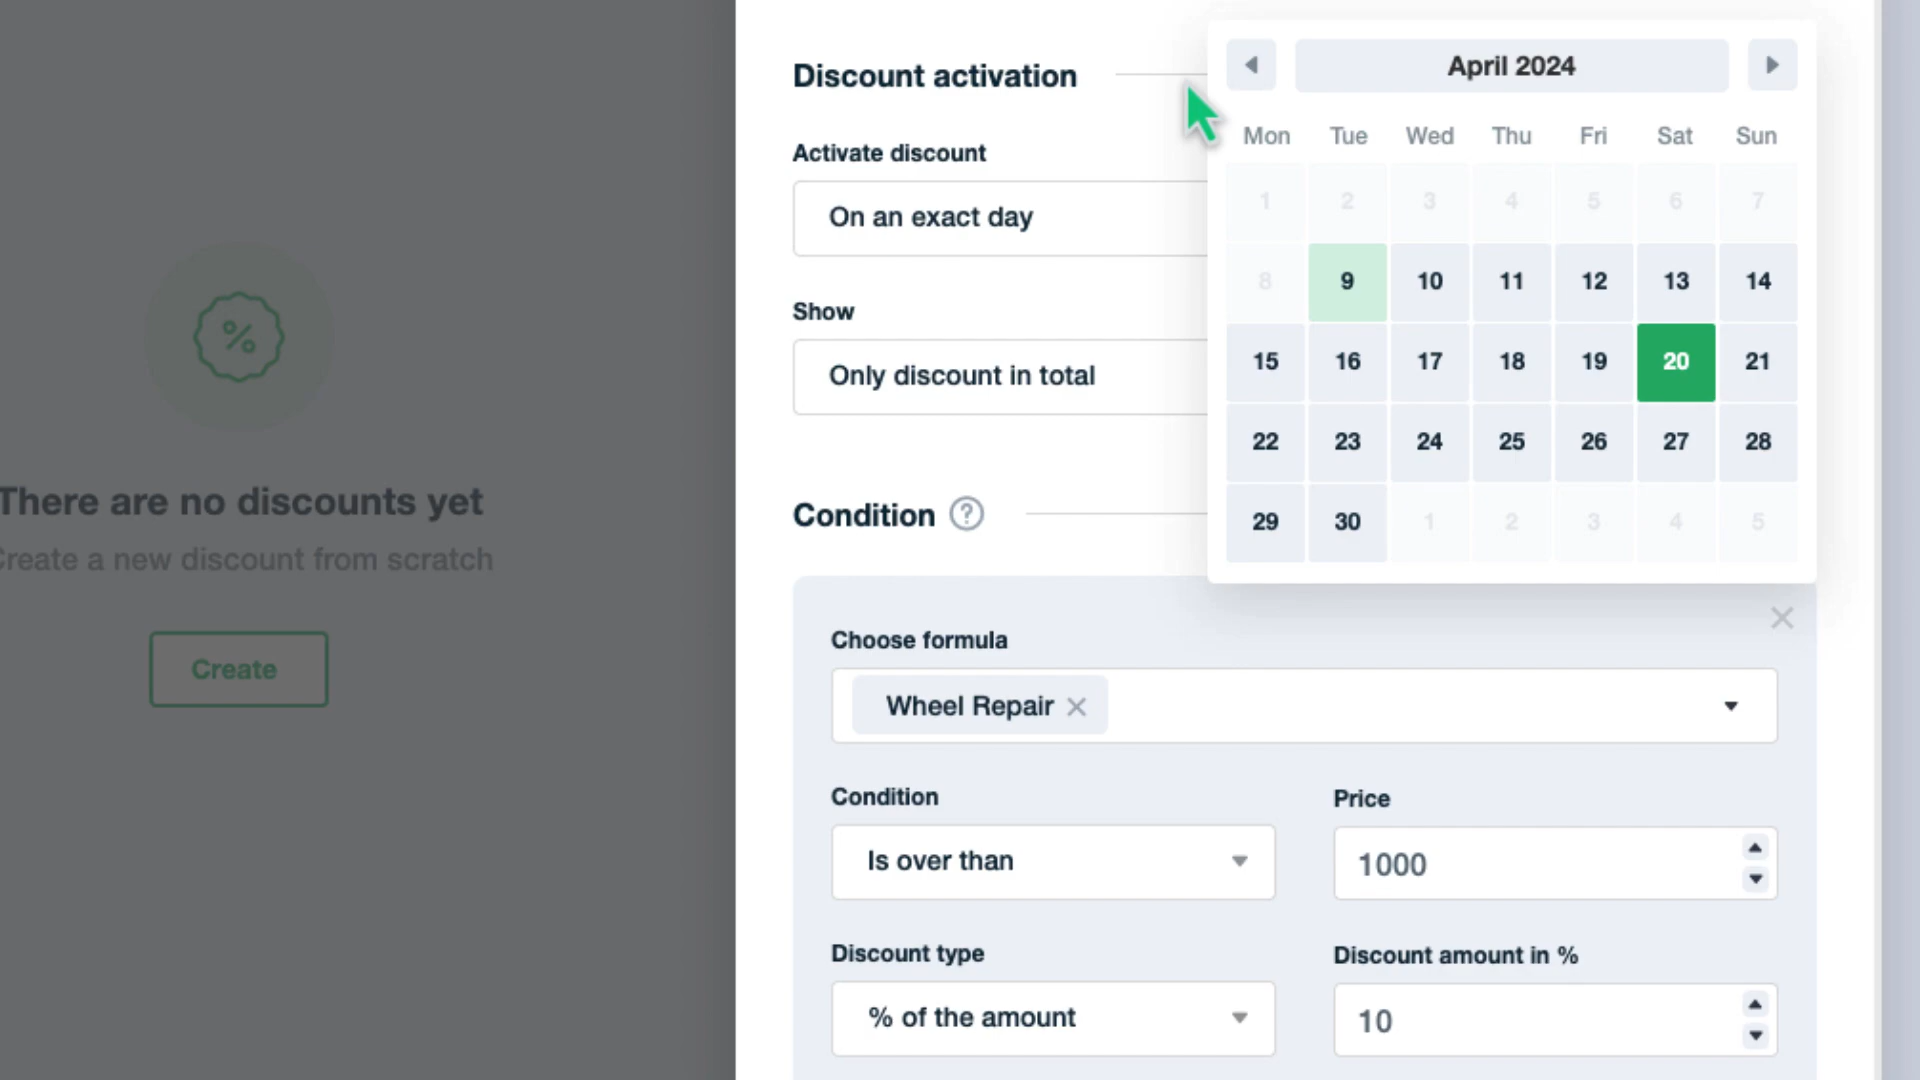 There are no discounts yet
Create a new discount from scratch
Create
Discount activation
Activate discount
On an exact day
Show
Only discount in total
April 2024
Mon Tue Wed Thu Fri Sat Sun
1 2 3 4 5 6 7
8 9 10 11 12 13 14
15 16 17 18 19 20 21
22 23 24 25 26 27 28
29 30 1 2 3 4 5
Condition ?
Choose formula
Wheel Repair
Condition
Is over than
Price
1000
Discount type
% of the amount
Discount amount in %
10